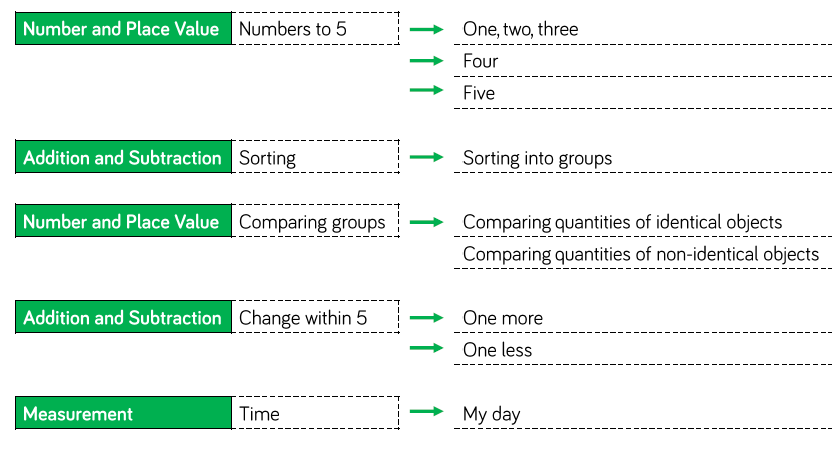 Number and Place Value Numbers to 5 One, two, three
Four
Five
Addition and Subtraction Sorting Sorting into groups
Number and Place Value Comparing groups Comparing quantities of identical objects
Comparing quantities of non-identical objects
Addition and Subtraction Change within 5 One more
One less
Measurement Time My day